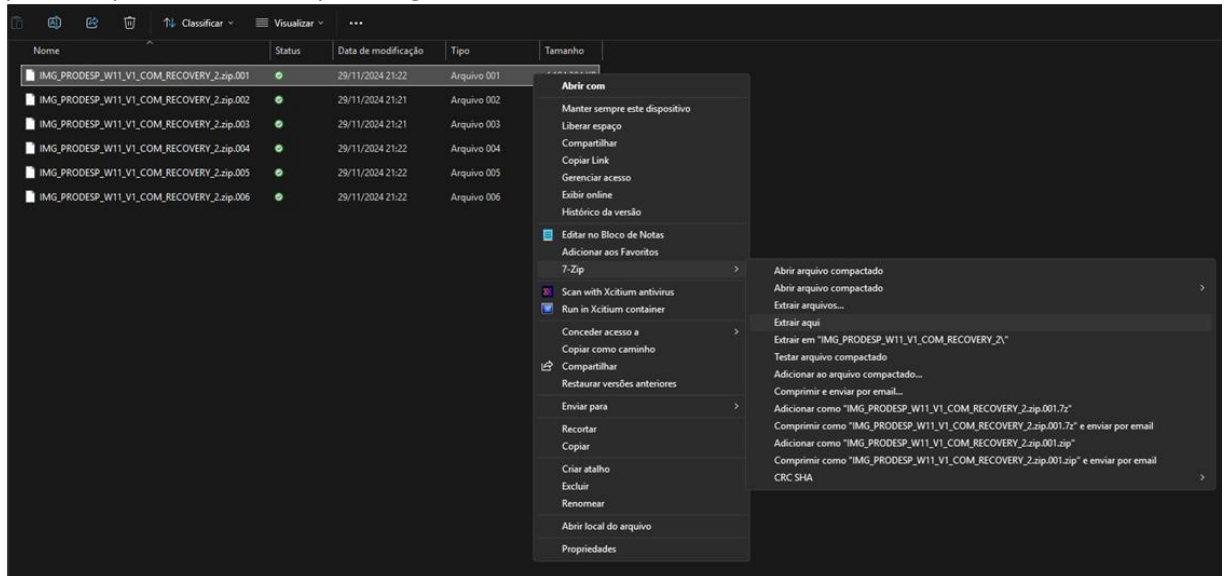 Classificar
Visualizar
Nome Status Data de modificação Tipo Tamanho
IMG_PRODESP_W11_V1_COM_RECOVERY_2.zip.001 29/11/2024 21:22 Arquivo 001
IMG_PRODESP_W11_V1_COM_RECOVERY_2.zip.002 29/11/2024 21:21 Arquivo 002
IMG_PRODESP_W11_V1_COM_RECOVERY_2.zip.003 29/11/2024 21:21 Arquivo 003
IMG_PRODESP_W11_V1_COM_RECOVERY_2.zip.004 29/11/2024 21:22 Arquivo 004
IMG_PRODESP_W11_V1_COM_RECOVERY_2.zip.005 29/11/2024 21:22 Arquivo 005
IMG_PRODESP_W11_V1_COM_RECOVERY_2.zip.006 29/11/2024 21:22 Arquivo 006
Abrir com
Manter sempre este dispositivo
Liberar espaço
Compartilhar
Copiar Link
Gerenciar acesso
Exibir online
Histórico da versão
Editar no Bloco de Notas
Adicionar aos Favoritos
7-Zip
Scan with Xcitium antivirus
Run in Xcitium container
Conceder acesso a
Copiar como caminho
Compartilhar
Restaurar versões anteriores
Enviar para
Recortar
Copiar
Criar atalho
Excluir
Renomear
Abrir local do arquivo
Propriedades
Abrir arquivo compactado
Abrir arquivo compactado
Extrair arquivos...
Extrair aqui
Extrair em "IMG_PRODESP_W11_V1_COM_RECOVERY_2\"
Testar arquivo compactado
Adicionar ao arquivo compactado...
Comprimir e enviar por email...
Adicionar como "IMG_PRODESP_W11_V1_COM_RECOVERY_2.zip.001.7z"
Comprimir como "IMG_PRODESP_W11_V1_COM_RECOVERY_2.zip.001.7z" e enviar por email
Adicionar como "IMG_PRODESP_W11_V1_COM_RECOVERY_2.zip.001.zip"
Comprimir como "IMG_PRODESP_W11_V1_COM_RECOVERY_2.zip.001.zip" e enviar por email
CRC SHA